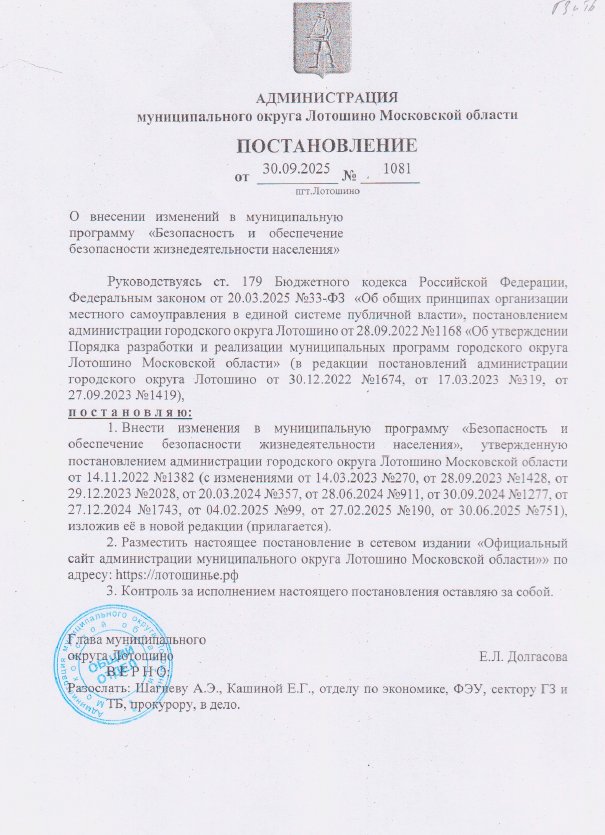 АДМИНИСТРАЦИЯ
муниципального округа Лотошино Московской области
ПОСТАНОВЛЕНИЕ
от 30.09.2025 № 1081
пгт.Лотошино
О внесении изменений в муниципальную
программу «Безопасность и обеспечение
безопасности жизнедеятельности населения»
Руководствуясь ст. 179 Бюджетного кодекса Российской Федерации,
Федеральным законом от 20.03.2025 №33-ФЗ «Об общих принципах организации
местного самоуправления в единой системе публичной власти», постановлением
администрации городского округа Лотошино от 28.09.2022 №1168 «Об утверждении
Порядка разработки и реализации муниципальных программ городского округа
Лотошино Московской области» (в редакции постановлений администрации
городского округа Лотошино от 30.12.2022 №1674, от 17.03.2023 №319, от
27.09.2023 №1419),
п о с т а н о в л я ю:
1. Внести изменения в муниципальную программу «Безопасность и
обеспечение безопасности жизнедеятельности населения», утвержденную
постановлением администрации городского округа Лотошино Московской области
от 14.11.2022 №1382 (с изменениями от 14.03.2023 №270, от 28.09.2023 №1428, от
29.12.2023 №2028, от 20.03.2024 №357, от 28.06.2024 №911, от 30.09.2024 №1277, от
27.12.2024 №1743, от 04.02.2025 №99, от 27.02.2025 №190, от 30.06.2025 №751),
изложив её в новой редакции (прилагается).
2. Разместить настоящее постановление в сетевом издании «Официальный
сайт администрации муниципального округа Лотошино Московской области»» по
адресу: https://лотошинье.рф
3. Контроль за исполнением настоящего постановления оставляю за собой.
Глава муниципального
округа Лотошино Е.Л. Долгасова
ВЕРНО:
Разослать: Шагиеву А.Э., Кашиной Е.Г., отделу по экономике, ФЭУ, сектору ГЗ и
ТБ, прокурору, в дело.
ОБЩИЙ
ОТДЕЛ